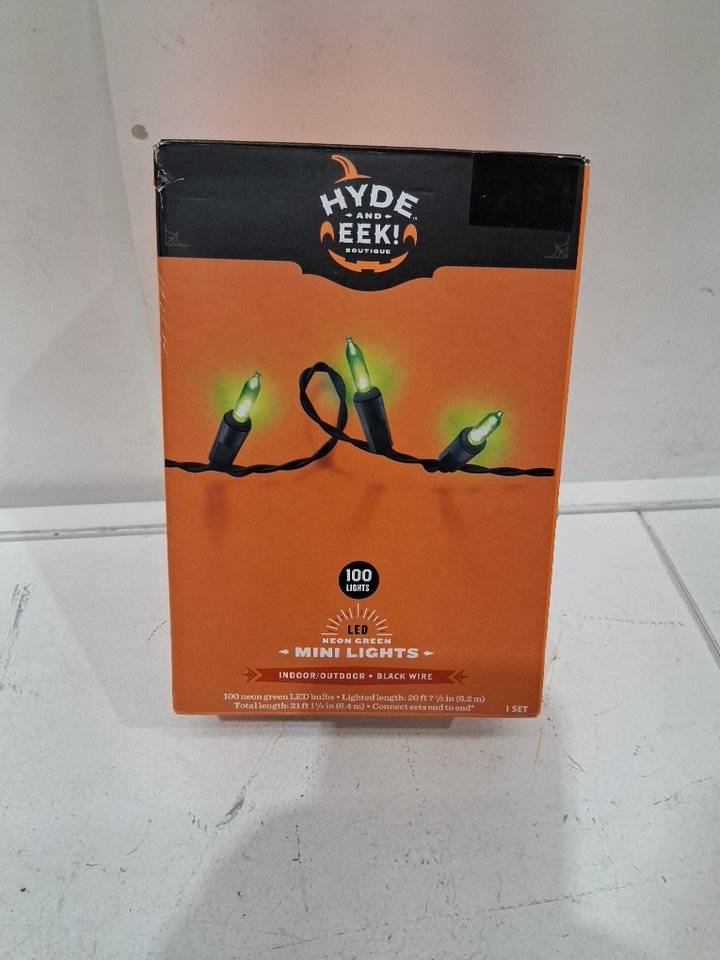 HYDE
AND
EEK!
BOUTIQUE
100
LIGHTS
LED
NEON GREEN
MINI LIGHTS
INDOOR/OUTDOOR • BLACK WIRE
100 neon green LED bulbs • Lighted length: 20 ft 7 1/2 in (6.2 m)
Total length: 21 ft 1 1/2 in (6.4 m) • Connect sets end to end*
1 SET